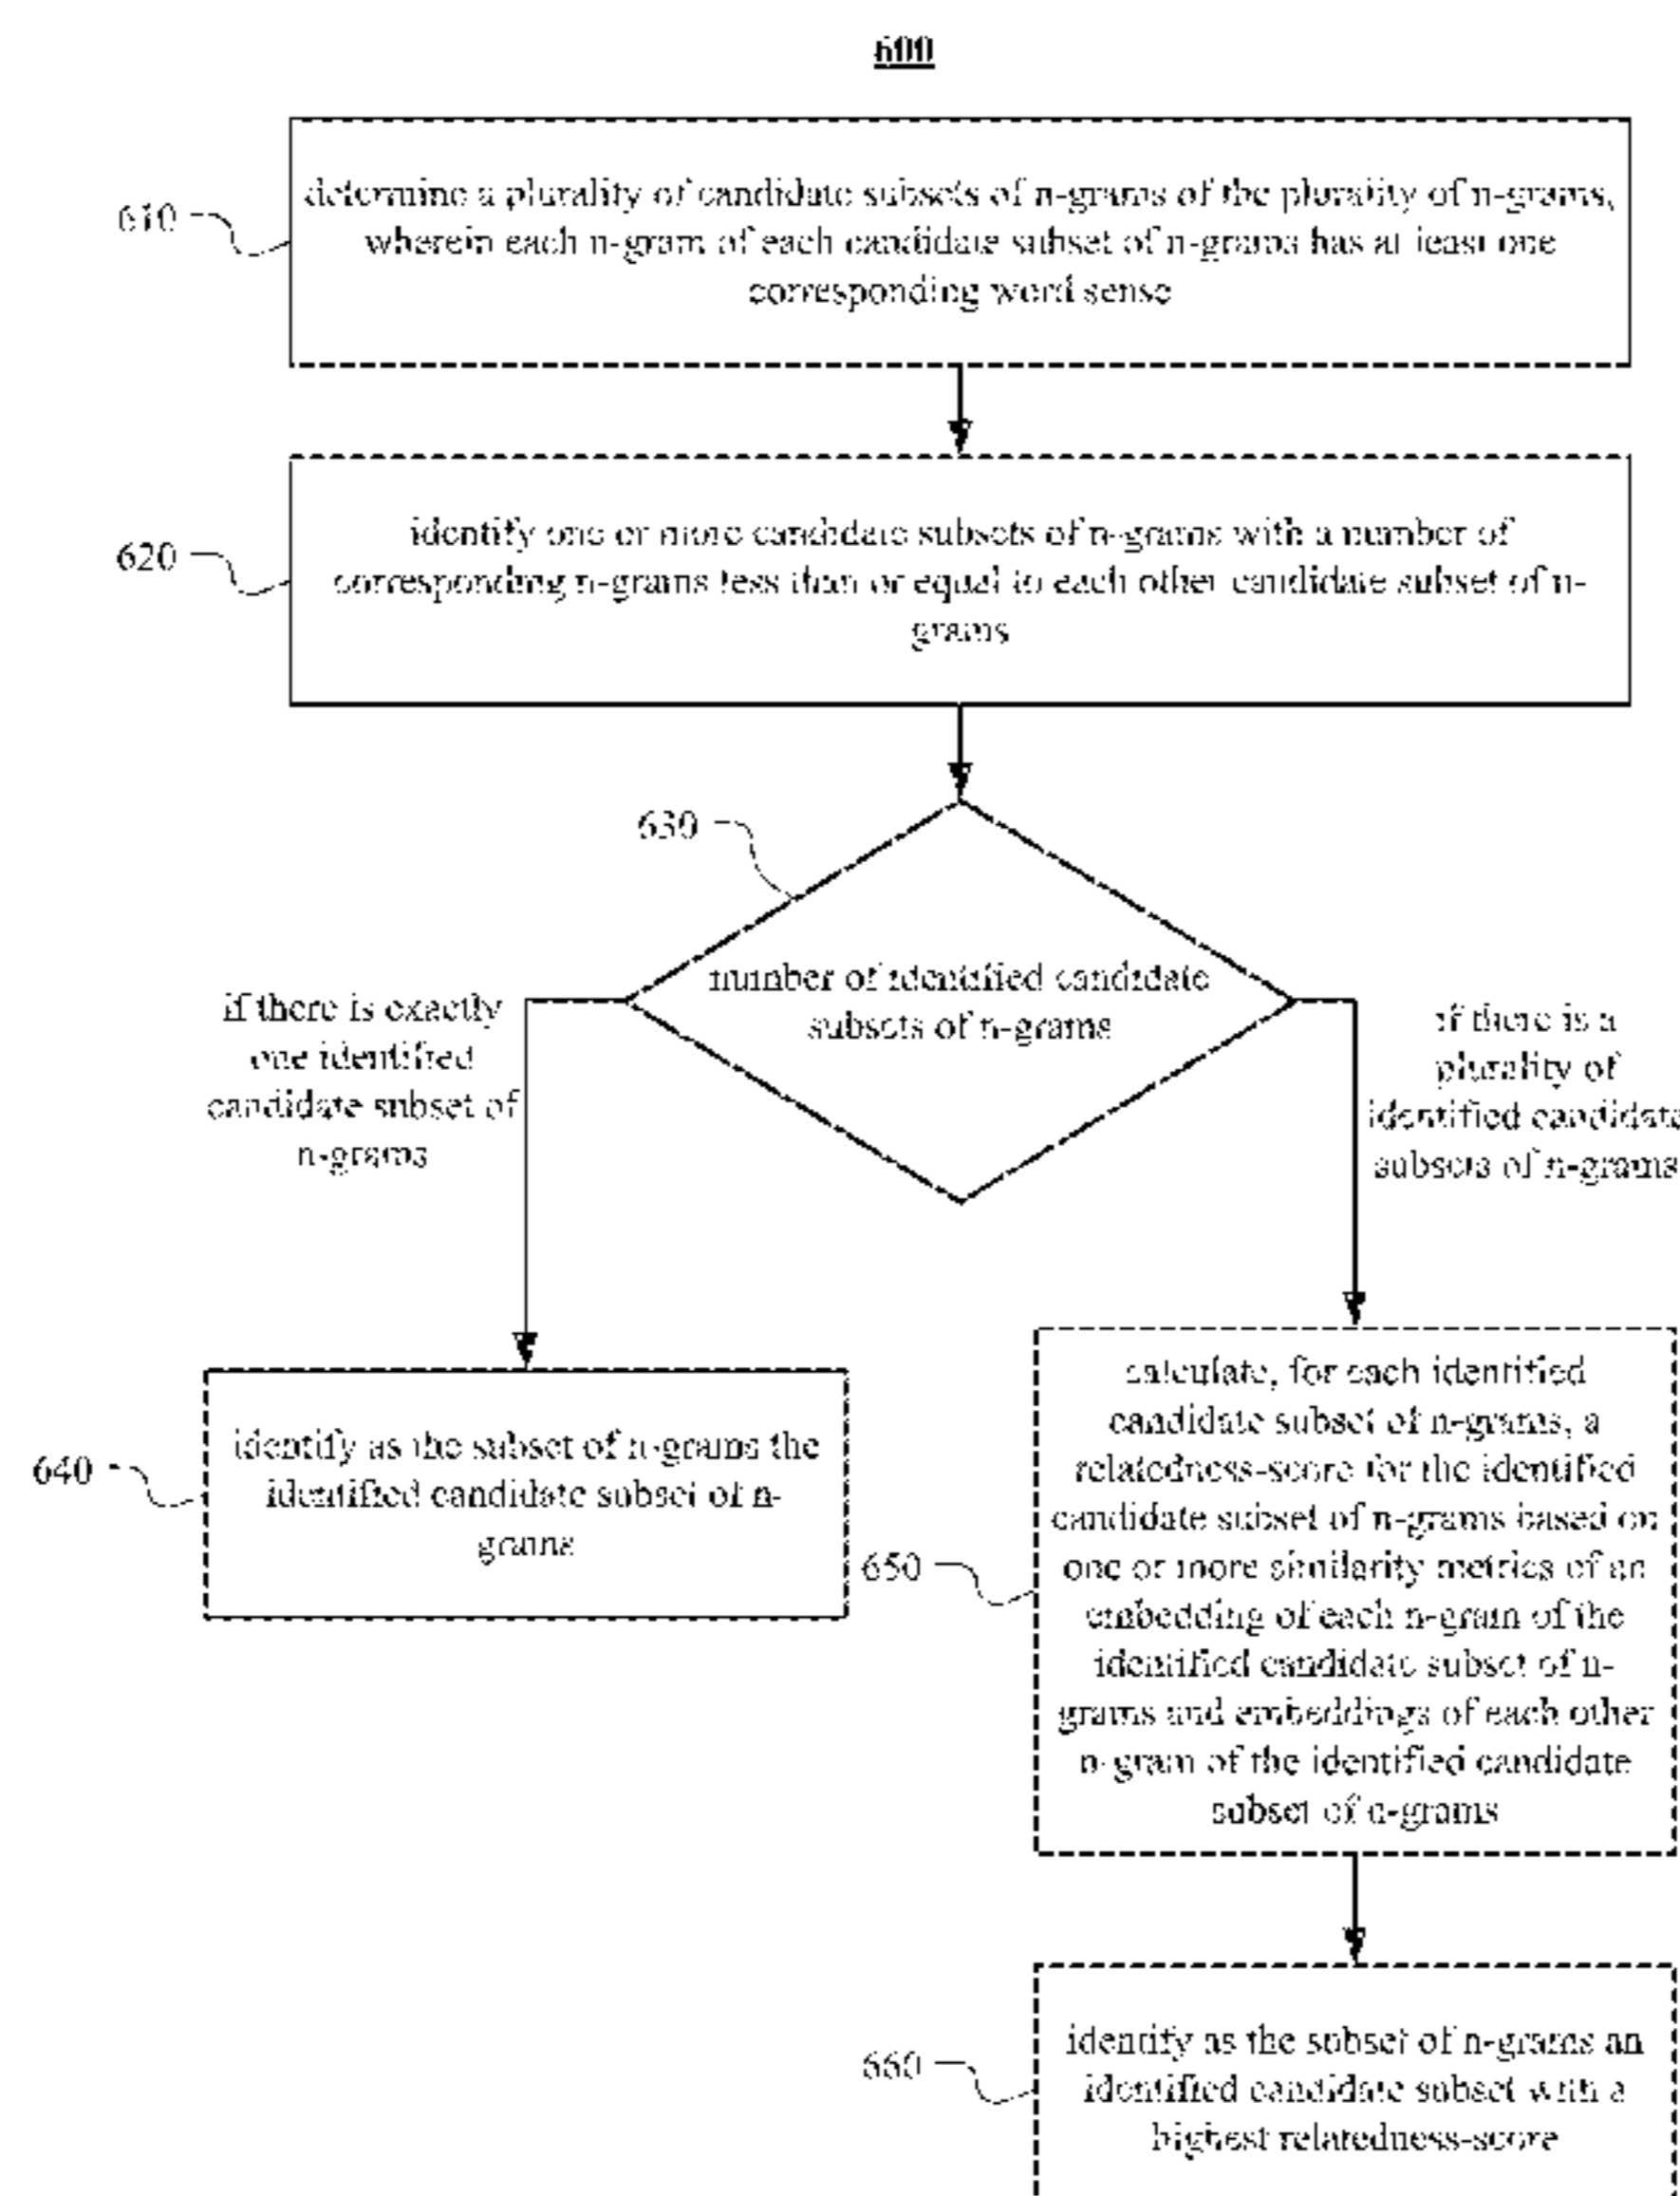 600
610
determine a plurality of candidate subsets of n-grams of the plurality of n-grams,
wherein each n-gram of each candidate subset of n-grams has at least one
corresponding word sense
620
identify one or more candidate subsets of n-grams with a number of
corresponding n-grams less than or equal to each other candidate subset of n-
grams
630
number of identified candidate
subsets of n-grams
if there is exactly
one identified
candidate subset of
n-grams
if there is a
plurality of
identified candidate
subsets of n-grams
640
identify as the subset of n-grams the
identified candidate subset of n-
grams
650
calculate, for each identified
candidate subset of n-grams, a
relatedness-score for the identified
candidate subset of n-grams based on
one or more similarity metrics of an
embedding of each n-gram of the
identified candidate subset of n-
grams and embeddings of each other
n-gram of the identified candidate
subset of n-grams
660
identify as the subset of n-grams an
identified candidate subset with a
highest relatedness-score